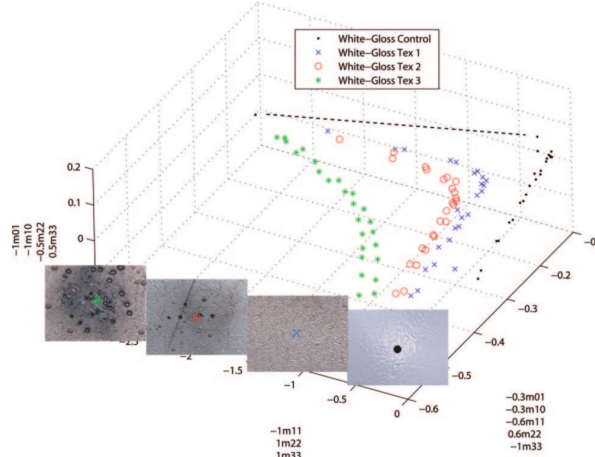 White-Gloss Control
White-Gloss Tex 1
White-Gloss Tex 2
White-Gloss Tex 3
0.2
0.1
0
-1m01
-1m10
-0.5m22
0.5m33
-2.5
-2
-1.5
-1
-0.5
0
-0.6
-0.5
-0.4
-0.3
-0.2
-1m11
1m22
1m33
-0.3m01
-0.3m10
-0.6m11
0.6m22
-1m33